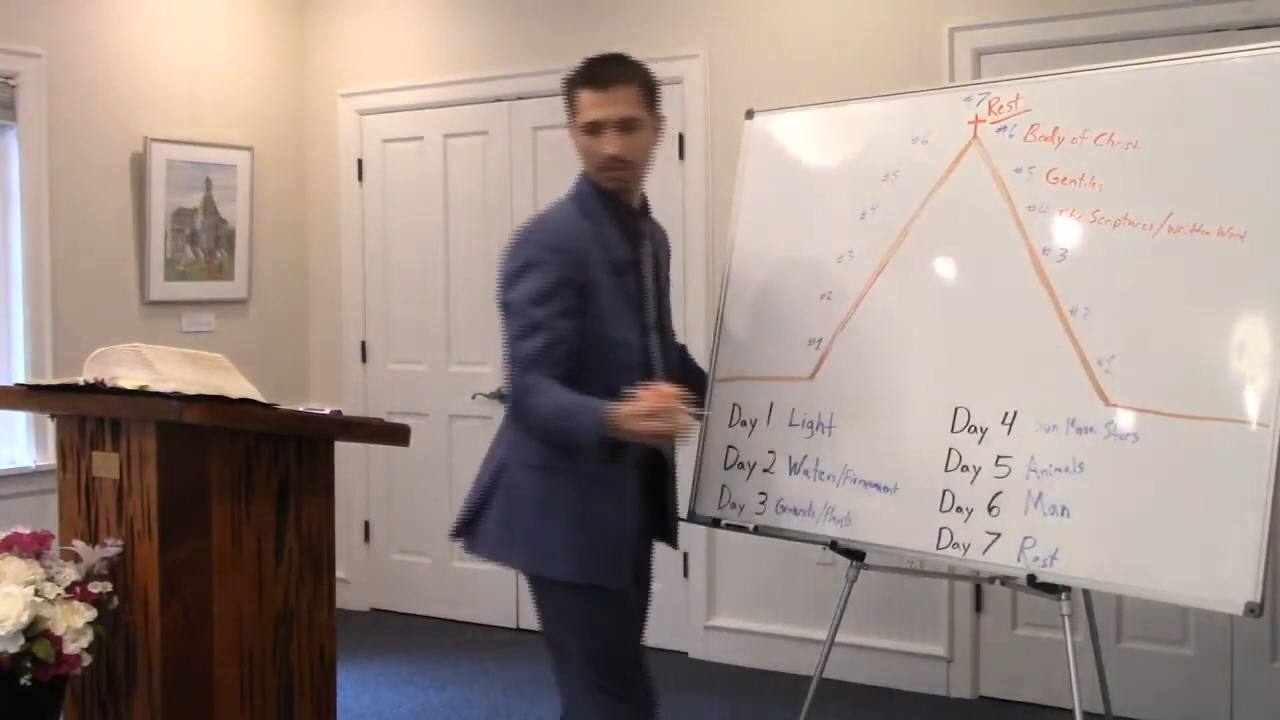 #7 Rest
#6 #6 Body of Christ
#5 #5 Gentiles
#4 #4 The Scriptures/Written Word
#3 #3
#2 #2
#1 #1
Day 1 Light
Day 2 Waters/Firmament
Day 3
Day 4 Sun Moon Stars
Day 5 Animals
Day 6 Man
Day 7 Rest